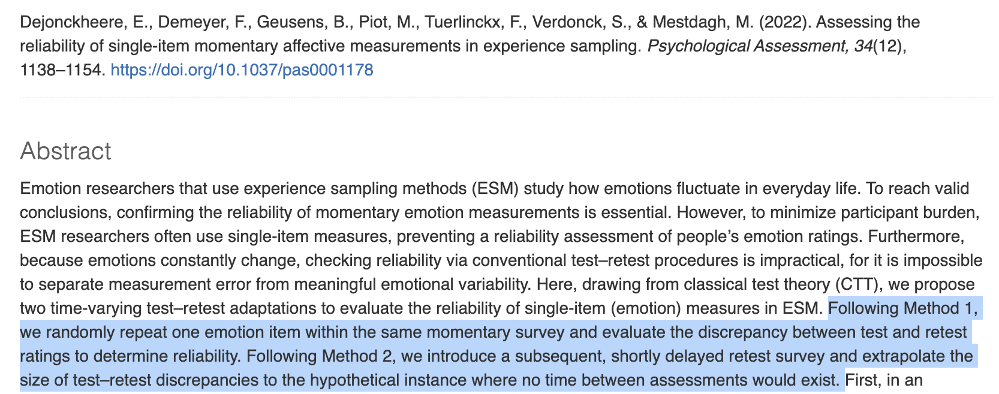 Dejonckheere, E., Demeyer, F., Geusens, B., Piot, M., Tuerlinckx, F., Verdonck, S., & Mestdagh, M. (2022). Assessing the
reliability of single-item momentary affective measurements in experience sampling. Psychological Assessment, 34(12),
1138–1154. https://doi.org/10.1037/pas0001178
Abstract
Emotion researchers that use experience sampling methods (ESM) study how emotions fluctuate in everyday life. To reach valid
conclusions, confirming the reliability of momentary emotion measurements is essential. However, to minimize participant burden,
ESM researchers often use single-item measures, preventing a reliability assessment of people’s emotion ratings. Furthermore,
because emotions constantly change, checking reliability via conventional test–retest procedures is impractical, for it is impossible
to separate measurement error from meaningful emotional variability. Here, drawing from classical test theory (CTT), we propose
two time-varying test–retest adaptations to evaluate the reliability of single-item (emotion) measures in ESM. Following Method 1,
we randomly repeat one emotion item within the same momentary survey and evaluate the discrepancy between test and retest
ratings to determine reliability. Following Method 2, we introduce a subsequent, shortly delayed retest survey and extrapolate the
size of test–retest discrepancies to the hypothetical instance where no time between assessments would exist. First, in an